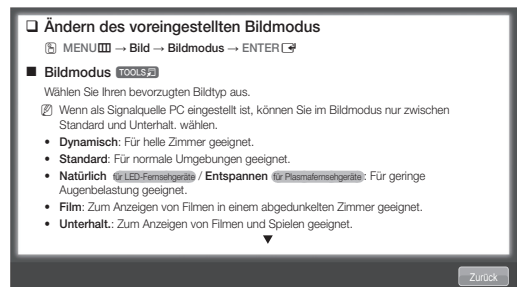 ❑ Ändern des voreingestellten Bildmodus
MENU → Bild → Bildmodus → ENTER
■ Bildmodus TOOLS
Wählen Sie Ihren bevorzugten Bildtyp aus.
Wenn als Signalquelle PC eingestellt ist, können Sie im Bildmodus nur zwischen
Standard und Unterhalt. wählen.
• Dynamisch: Für helle Zimmer geeignet.
• Standard: Für normale Umgebungen geeignet.
• Natürlich für LED-Fernsehgeräte / Entspannen für Plasmafernsehgeräte: Für geringe
Augenbelastung geeignet.
• Film: Zum Anzeigen von Filmen in einem abgedunkelten Zimmer geeignet.
• Unterhalt.: Zum Anzeigen von Filmen und Spielen geeignet.
▼
Zurück